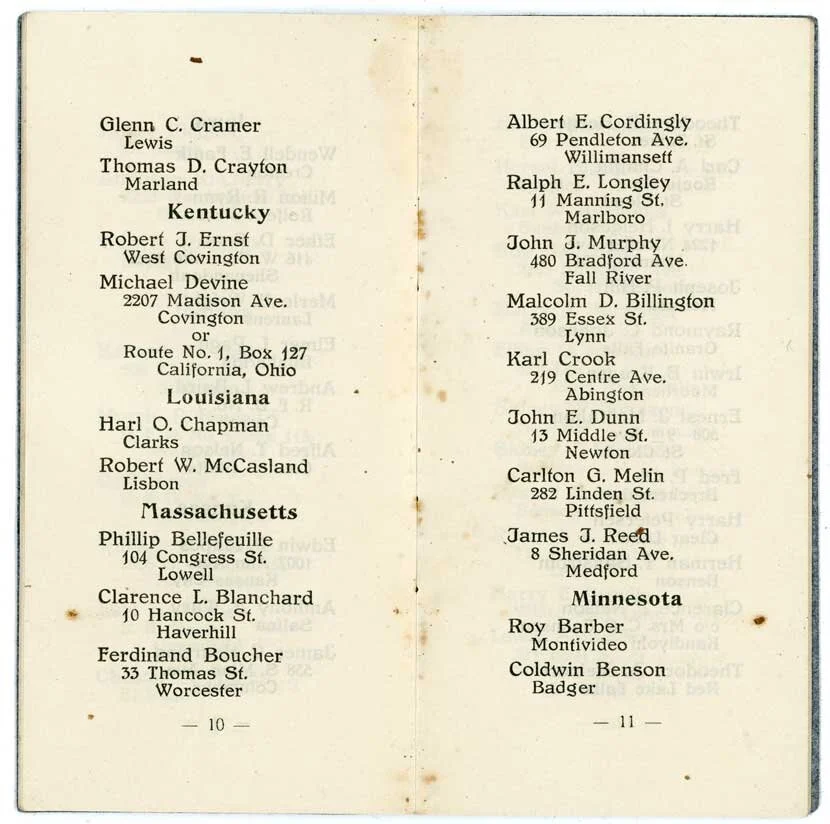 Glenn C. Cramer
Lewis
Thomas D. Crayton
Marland
Kentucky
Robert J. Ernst
West Covington
Michael Devine
2207 Madison Ave.
Covington
or
Route No. 1, Box 127
California, Ohio
Louisiana
Harl O. Chapman
Clarks
Robert W. McCasland
Lisbon
Massachusetts
Phillip Bellefeuille
104 Congress St.
Lowell
Clarence L. Blanchard
10 Hancock St.
Haverhill
Ferdinand Boucher
33 Thomas St.
Worcester
— 10 —
Albert E. Cordingly
69 Pendleton Ave.
Willimansett
Ralph E. Longley
11 Manning St.
Marlboro
John J. Murphy
480 Bradford Ave.
Fall River
Malcolm D. Billington
389 Essex St.
Lynn
Karl Crook
219 Centre Ave.
Abington
John E. Dunn
13 Middle St.
Newton
Carlton G. Melin
282 Linden St.
Pittsfield
James J. Reed
8 Sheridan Ave.
Medford
Minnesota
Roy Barber
Montivideo
Coldwin Benson
Badger
— 11 —